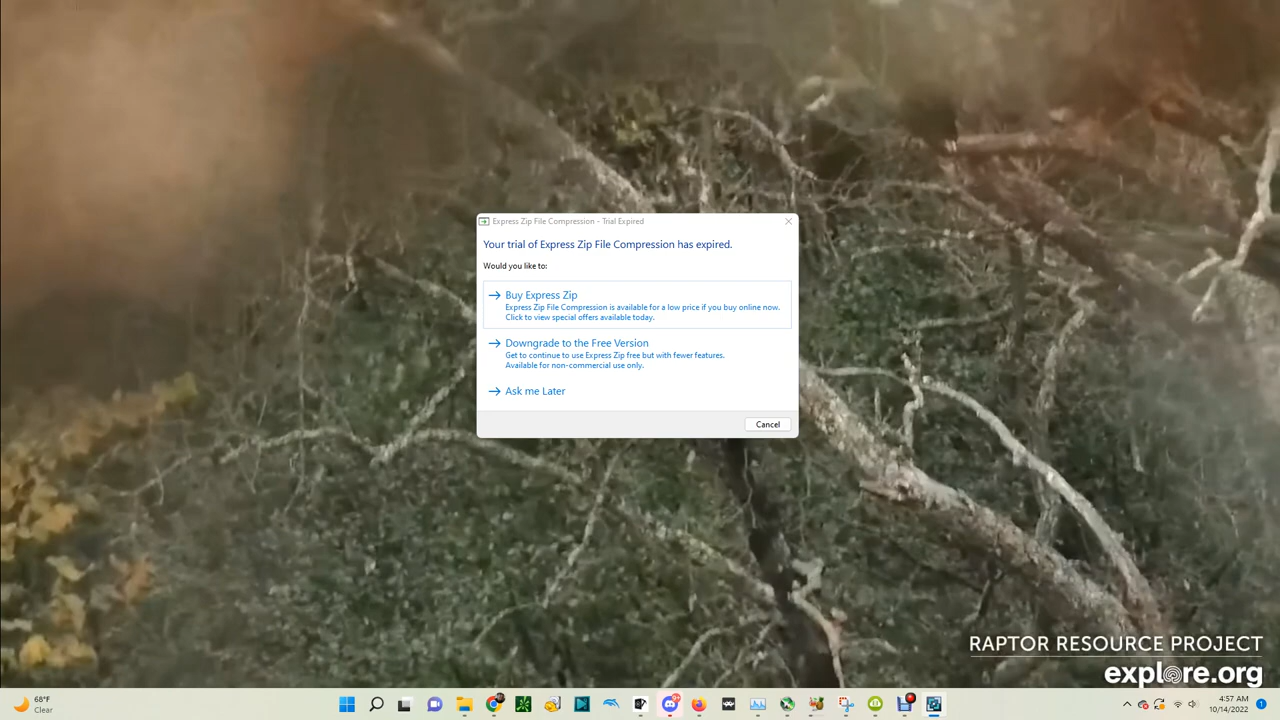 Express Zip File Compression - Trial Expired
Your trial of Express Zip File Compression has expired.
Would you like to:
Buy Express Zip
Express Zip File Compression is available for a low price if you buy online now.
Click to view special offers available today.
Downgrade to the Free Version
Get to continue to use Express Zip free but with fewer features.
Available for non-commercial use only.
Ask me Later
Cancel
RAPTOR RESOURCE PROJECT
explore.org
68°F
Clear
9+
4:57 AM
10/14/2022
1